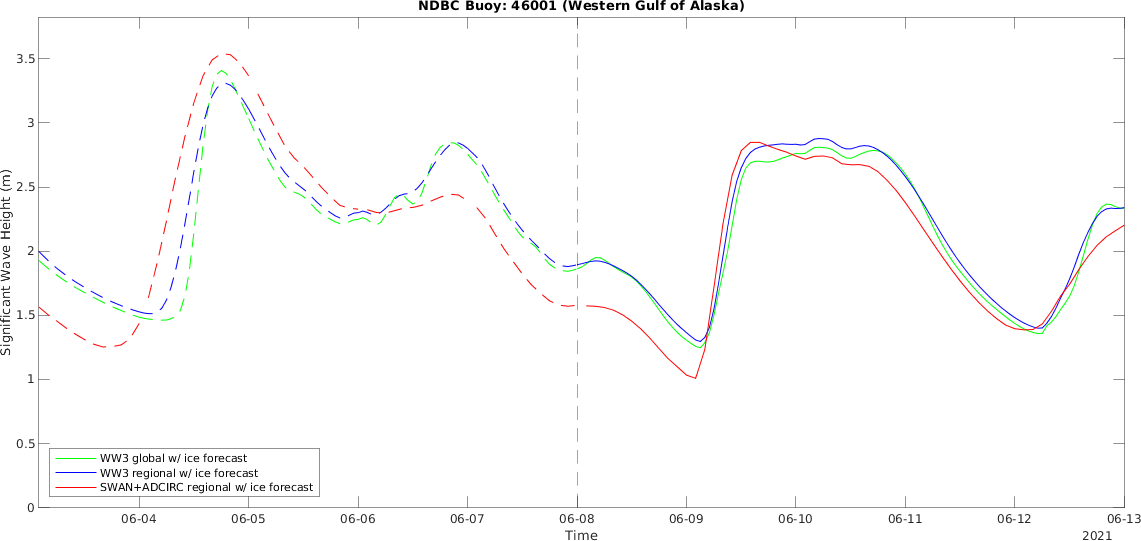 NDBC Buoy: 46001 (Western Gulf of Alaska)
Significant Wave Height (m)
3.5
3
2.5
2
1.5
1
0.5
0
WW3 global w/ ice forecast
WW3 regional w/ ice forecast
SWAN+ADCIRC regional w/ ice forecast
06-04 06-05 06-06 06-07 06-08 06-09 06-10 06-11 06-12 06-13
Time
2021